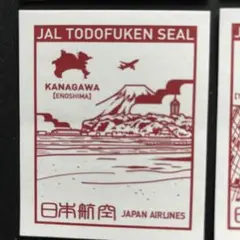 JAL TODOFUKEN SEAL
KANAGAWA
[ENOSHIMA]
日本航空 JAPAN AIRLINES